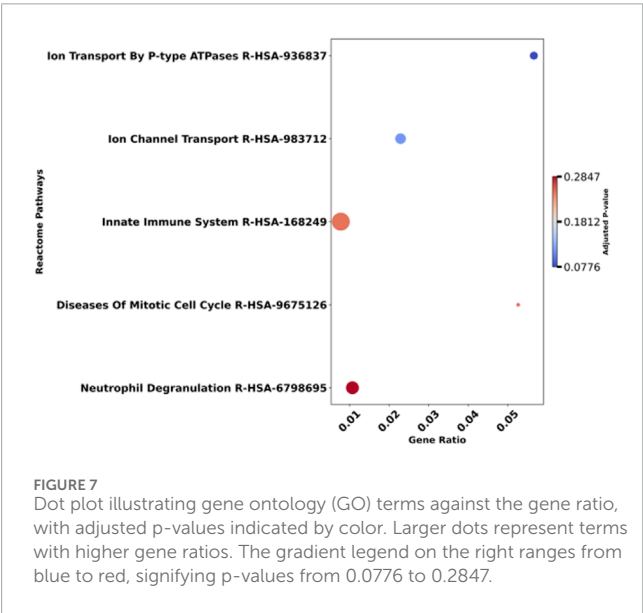 Ion Transport By P-type ATPases R-HSA-936837
Ion Channel Transport R-HSA-983712
Innate Immune System R-HSA-168249
Diseases Of Mitotic Cell Cycle R-HSA-9675126
Neutrophil Degranulation R-HSA-6798695
Reactome Pathways
0.01
0.02
0.03
0.04
0.05
Gene Ratio
0.2847
0.1812
0.0776
Adjusted P-value
FIGURE 7
Dot plot illustrating gene ontology (GO) terms against the gene ratio,
with adjusted p-values indicated by color. Larger dots represent terms
with higher gene ratios. The gradient legend on the right ranges from
blue to red, signifying p-values from 0.0776 to 0.2847.